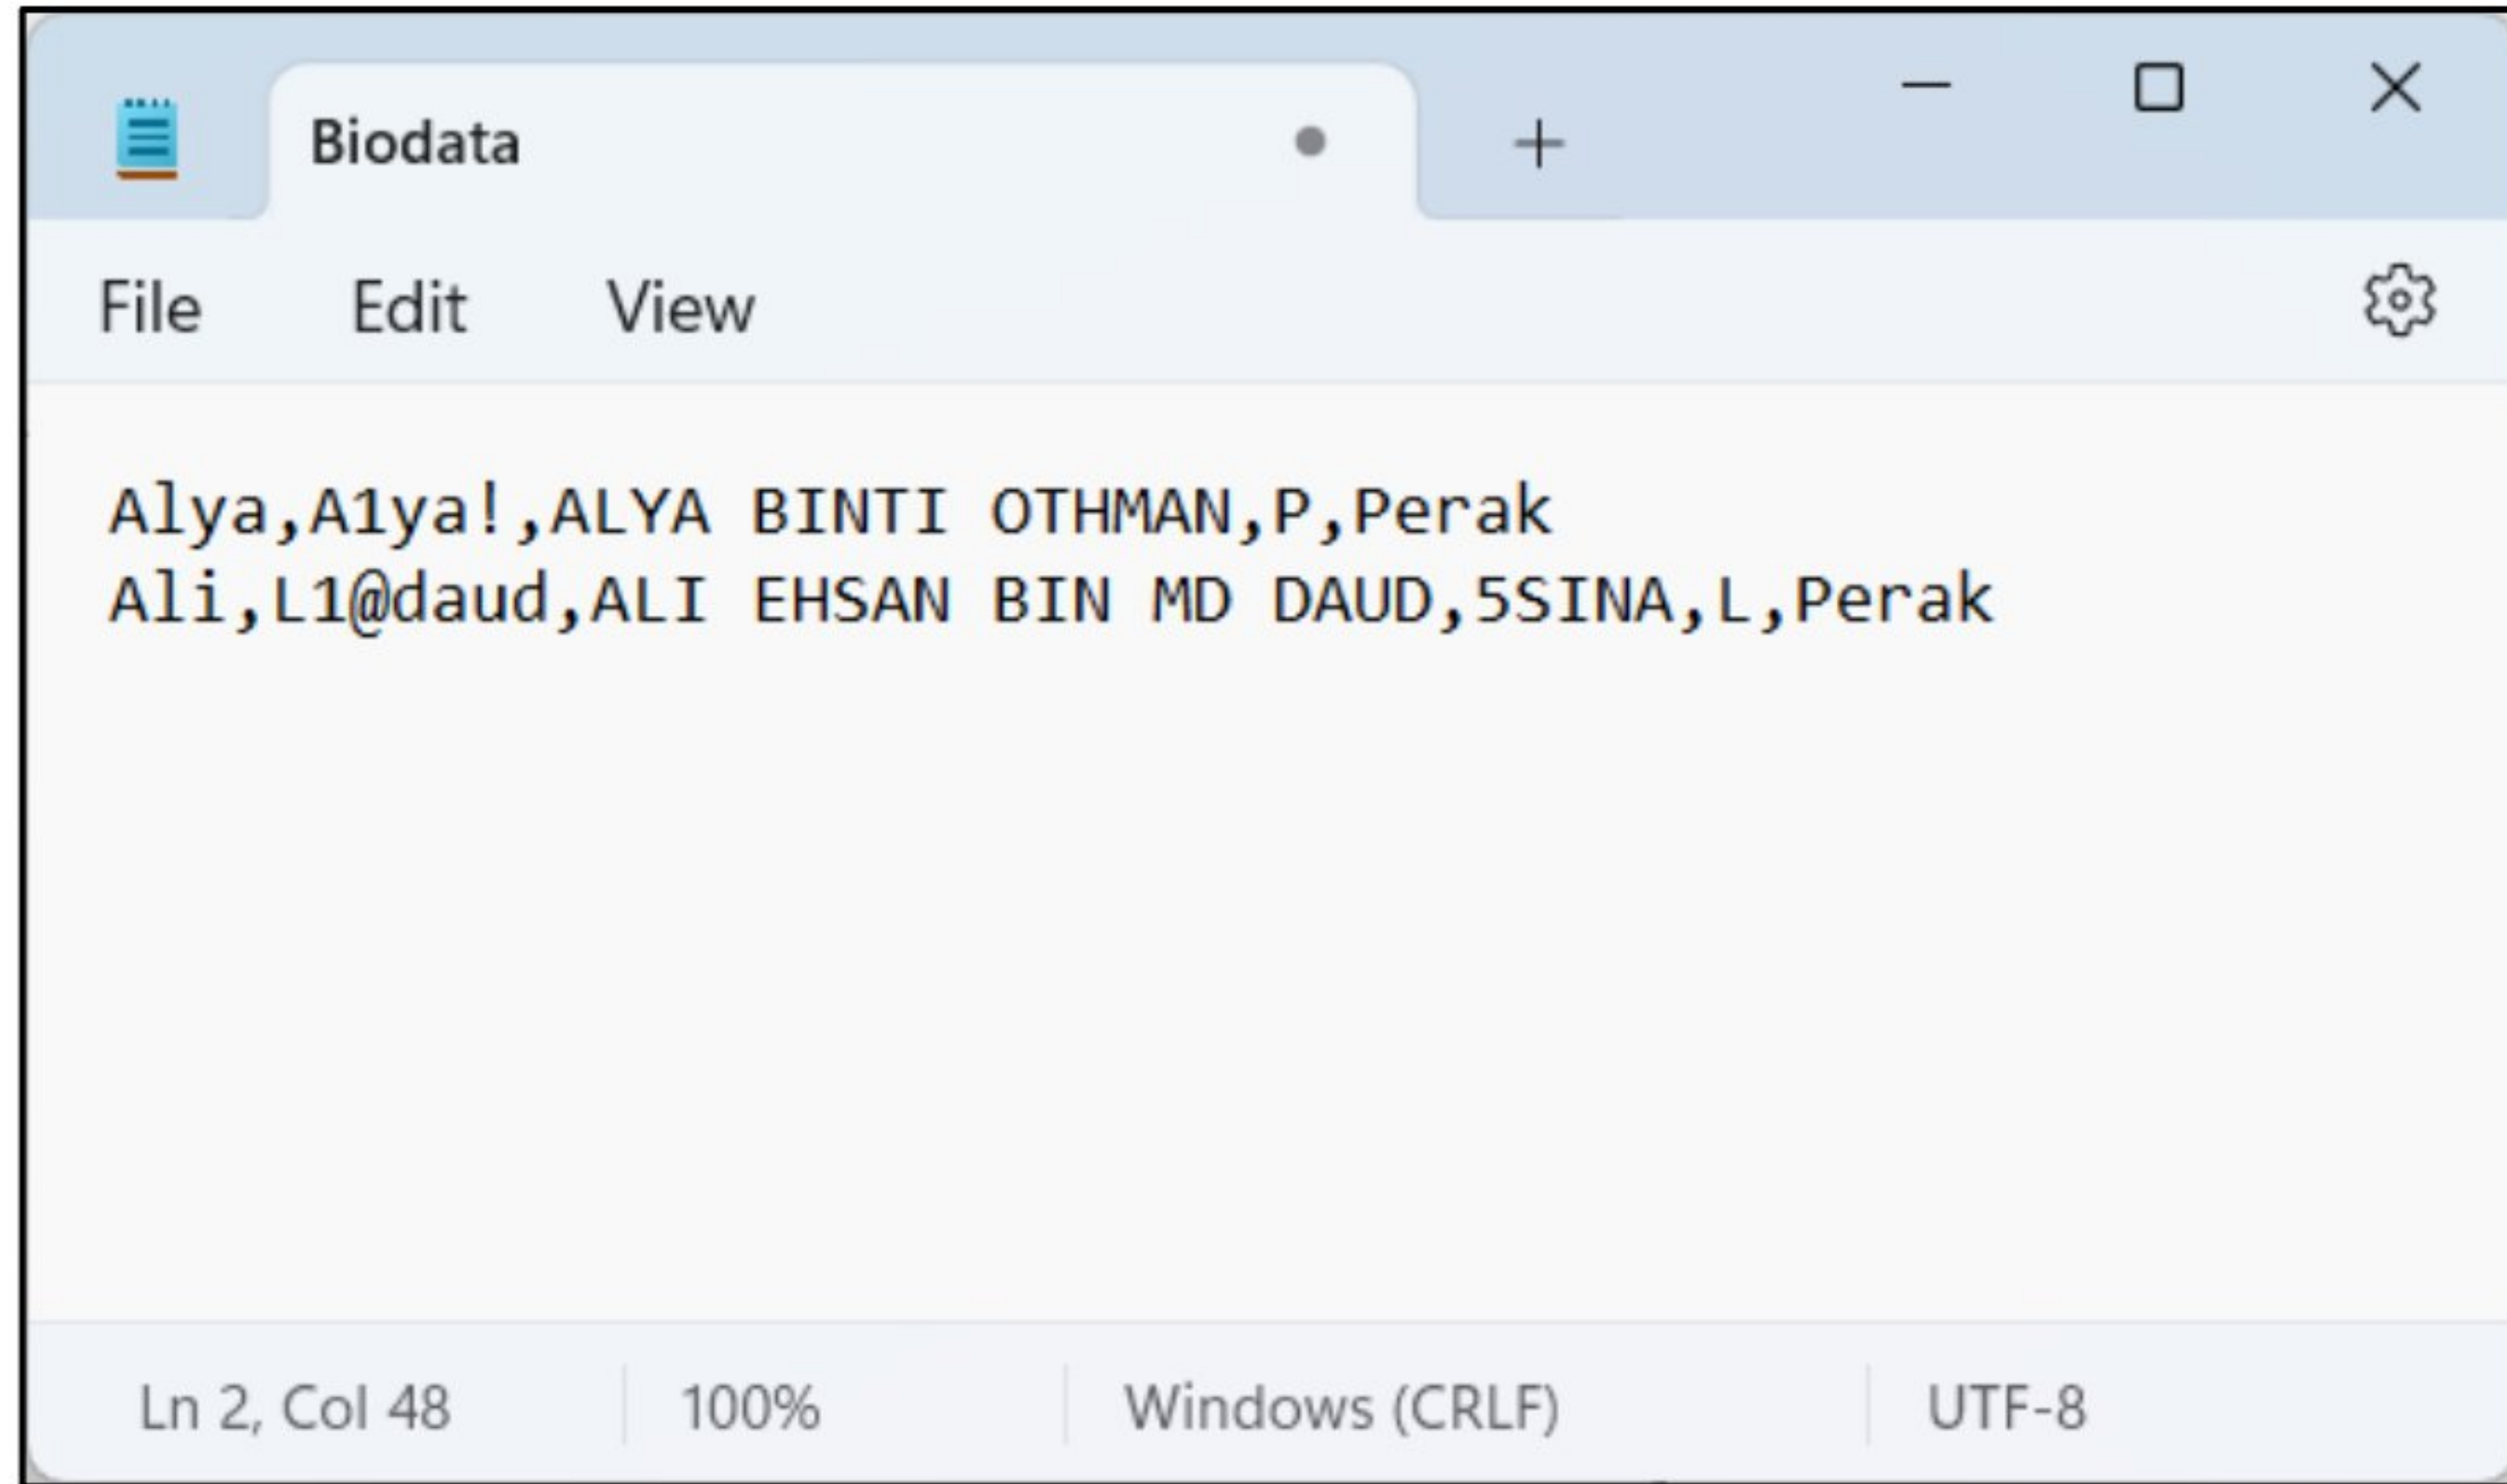 Biodata
File Edit View
Alya,A1ya!,ALYA BINTI OTHMAN,P,Perak
Ali,L1@daud,ALI EHSAN BIN MD DAUD,5SINA,L,Perak
Ln 2, Col 48 100% Windows (CRLF) UTF-8